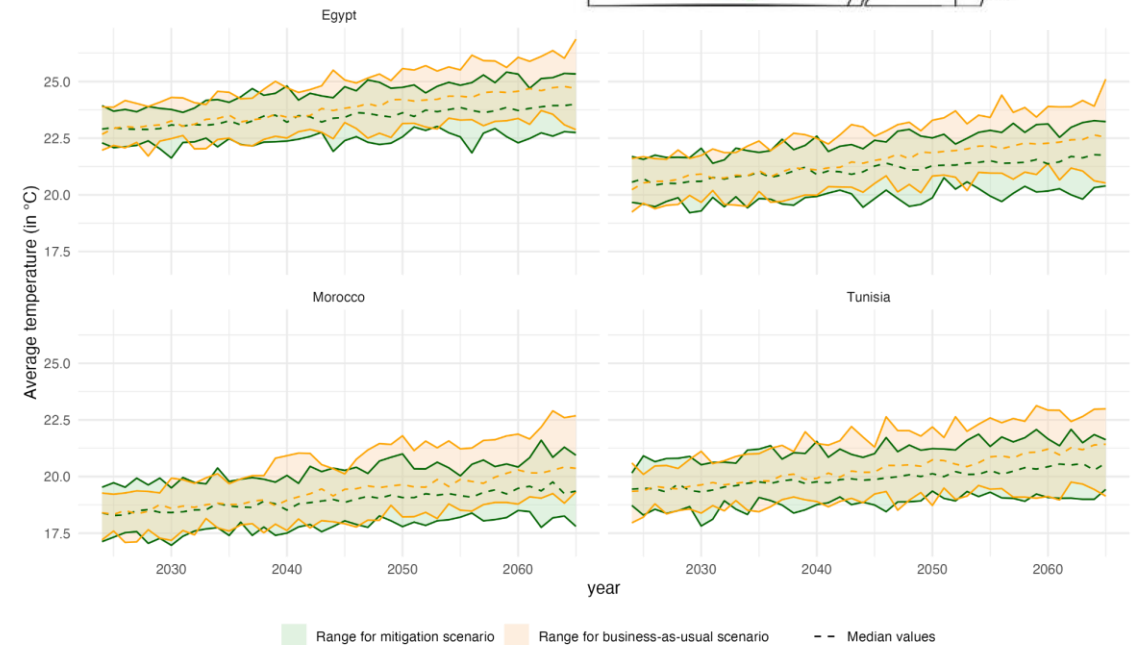 Egypt
Average temperature (in °C)
25.0
22.5
20.0
17.5
Morocco
Tunisia
25.0
22.5
20.0
17.5
2030
2040
2050
2060
2030
2040
2050
2060
year
Range for mitigation scenario
Range for business-as-usual scenario
Median values